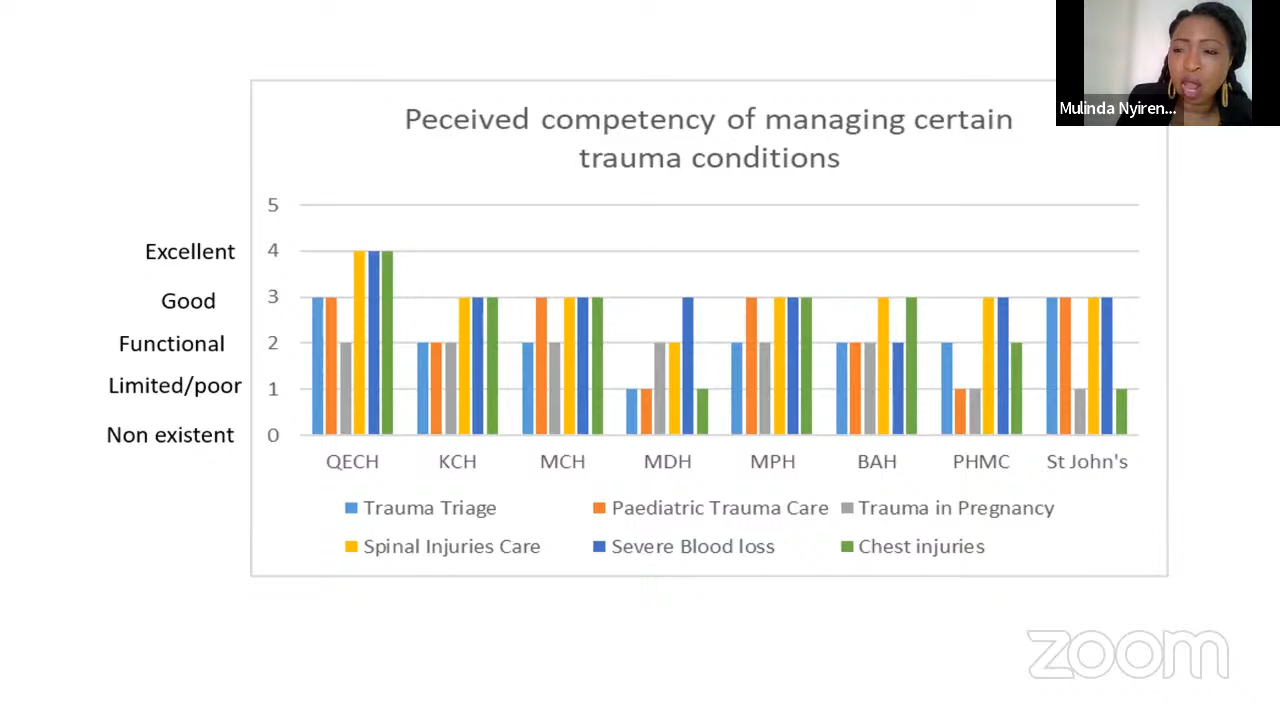 Mulinda Nyiren...
Peceived competency of managing certain
trauma conditions
5
Excellent 4
Good 3
Functional 2
Limited/poor 1
Non existent 0
QECH KCH MCH MDH MPH BAH PHMC St John's
Trauma Triage Paediatric Trauma Care Trauma in Pregnancy
Spinal Injuries Care Severe Blood loss Chest injuries
zoom